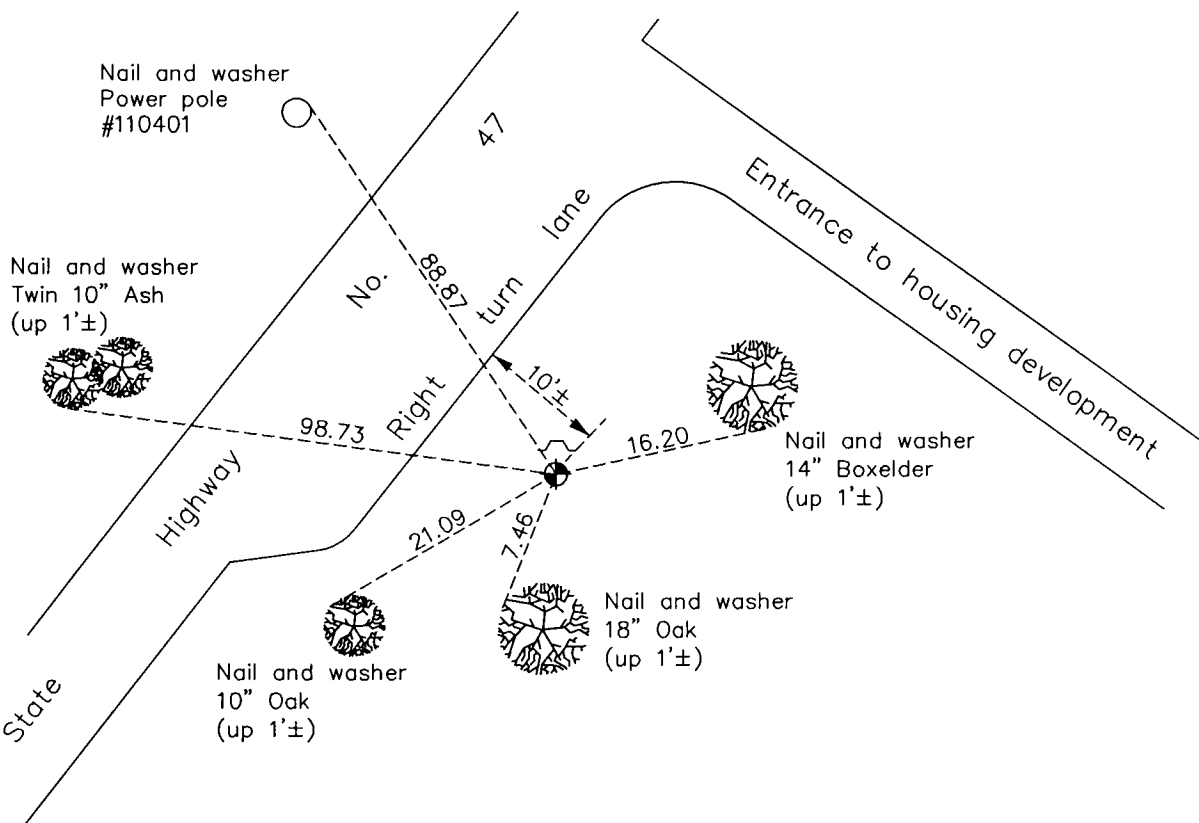 Nail and washer
Power pole
#110401
Nail and washer
Twin 10" Ash
(up 1'±)
State Highway No. 47
Right turn lane
Entrance to housing development
88.87
98.73
10'±
16.20
21.09
7.46
Nail and washer
14" Boxelder
(up 1'±)
Nail and washer
18" Oak
(up 1'±)
Nail and washer
10" Oak
(up 1'±)